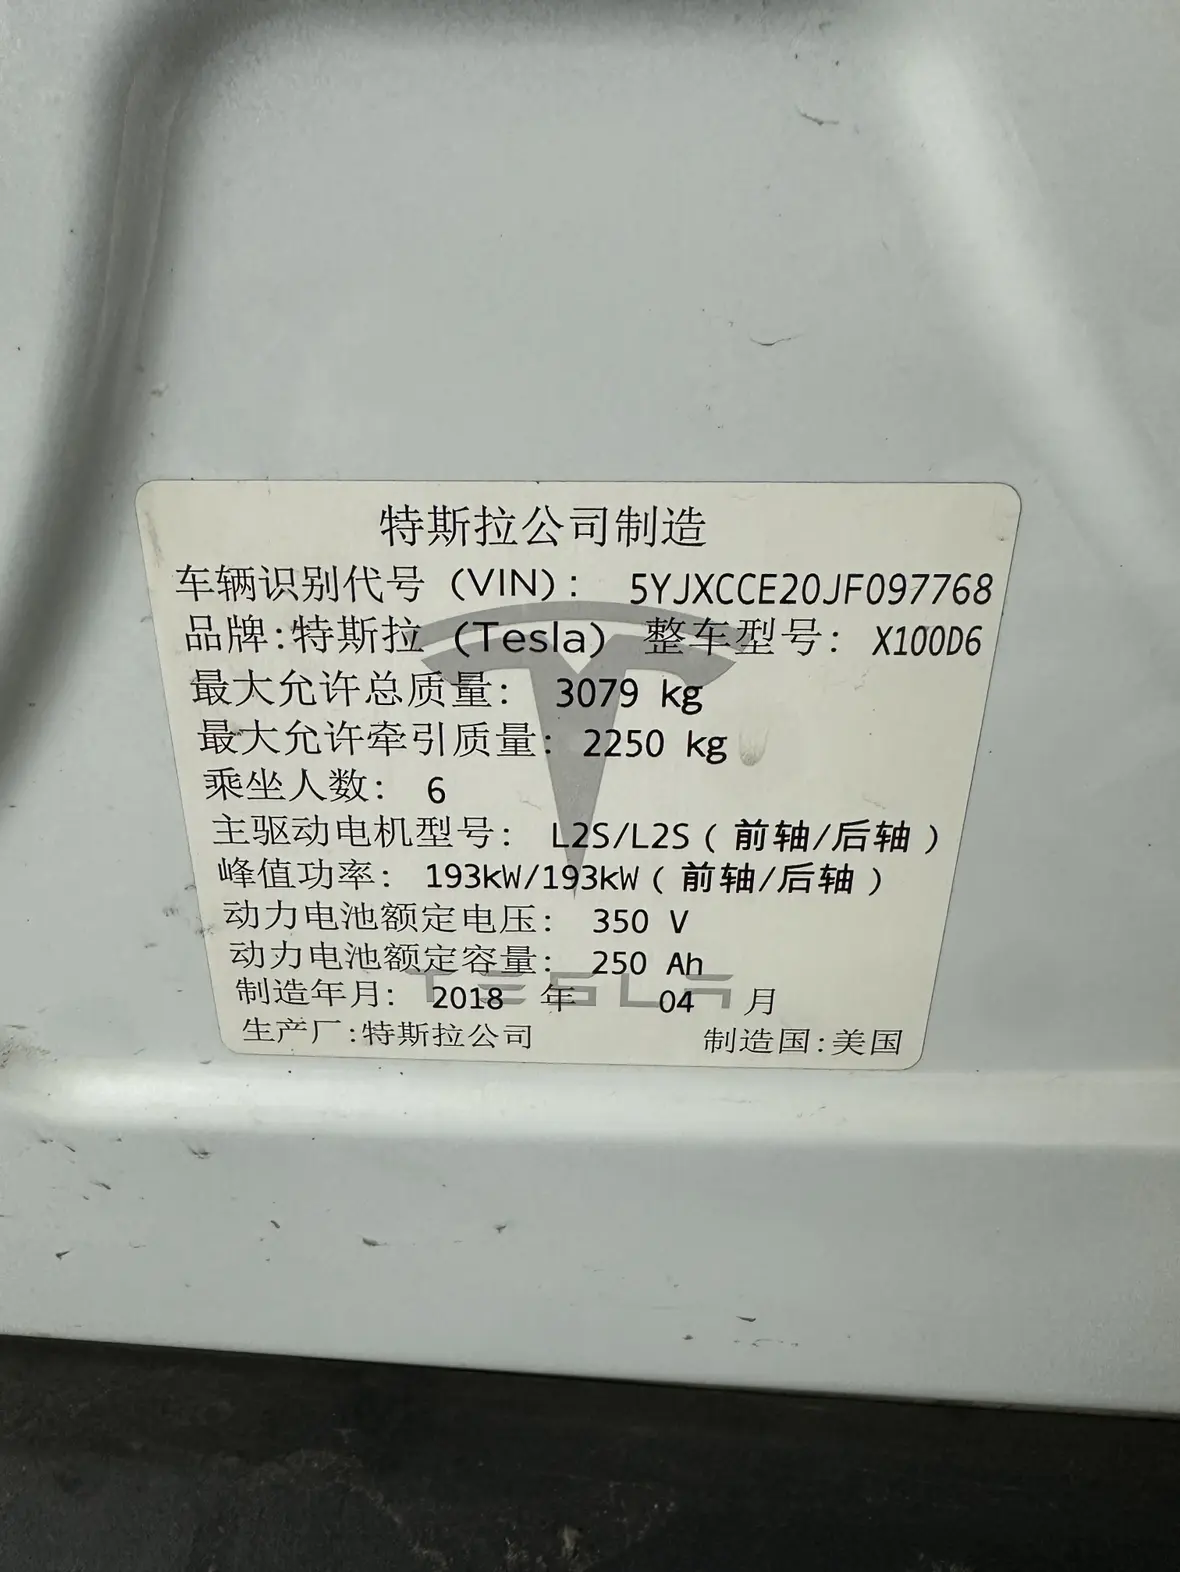 特斯拉公司制造
车辆识别代号（VIN）： 5YJXCCE20JF097768
品牌:特斯拉（Tesla） 整车型号： X100D6
最大允许总质量： 3079 kg
最大允许牵引质量： 2250 kg
乘坐人数： 6
主驱动电机型号： L2S/L2S（前轴/后轴）
峰值功率： 193kW/193kW（前轴/后轴）
动力电池额定电压： 350 V
动力电池额定容量： 250 Ah
制造年月： 2018 年 04 月
TESLA
生产厂:特斯拉公司 制造国:美国